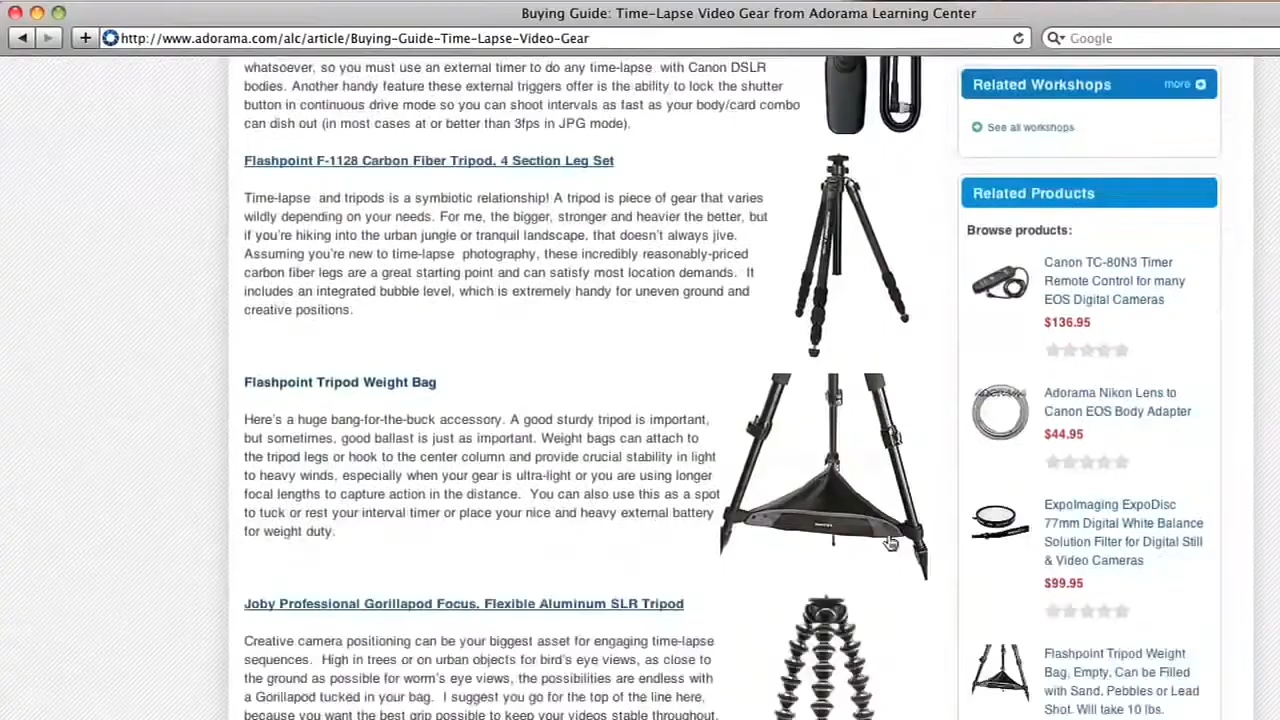 Buying Guide: Time-Lapse Video Gear from Adorama Learning Center
http://www.adorama.com/alc/article/Buying-Guide-Time-Lapse-Video-Gear
Google
whatsoever, so you must use an external timer to do any time-lapse with Canon DSLR
bodies. Another handy feature these external triggers offer is the ability to lock the shutter
button in continuous drive mode so you can shoot intervals as fast as your body/card combo
can dish out (in most cases at or better than 3fps in JPG mode).
Flashpoint F-1128 Carbon Fiber Tripod, 4 Section Leg Set
Time-lapse and tripods is a symbiotic relationship! A tripod is piece of gear that varies
wildly depending on your needs. For me, the bigger, stronger and heavier the better, but
if you're hiking into the urban jungle or tranquil landscape, that doesn't always jive.
Assuming you're new to time-lapse photography, these incredibly reasonably-priced
carbon fiber legs are a great starting point and can satisfy most location demands. It
includes an integrated bubble level, which is extremely handy for uneven ground and
creative positions.
Flashpoint Tripod Weight Bag
Here's a huge bang-for-the-buck accessory. A good sturdy tripod is important,
but sometimes, good ballast is just as important. Weight bags can attach to
the tripod legs or hook to the center column and provide crucial stability in light
to heavy winds, especially when your gear is ultra-light or you are using longer
focal lengths to capture action in the distance. You can also use this as a spot
to tuck or rest your interval timer or place your nice and heavy external battery
for weight duty.
Joby Professional Gorillapod Focus, Flexible Aluminum SLR Tripod
Creative camera positioning can be your biggest asset for engaging time-lapse
sequences. High in trees or on urban objects for bird's eye views, as close to
the ground as possible for worm's eye views, the possibilities are endless with
a Gorillapod tucked in your bag. I suggest you go for the top of the line here,
because you want the best grip possible to keep your videos stable throughout.
Related Workshops
more
See all workshops
Related Products
Browse products:
Canon TC-80N3 Timer
Remote Control for many
EOS Digital Cameras
$136.95
Adorama Nikon Lens to
Canon EOS Body Adapter
$44.95
ExpoImaging ExpoDisc
77mm Digital White Balance
Solution Filter for Digital Still
& Video Cameras
$99.95
Flashpoint Tripod Weight
Bag, Empty, Can be Filled
with Sand, Pebbles or Lead
Shot. Will take 10 lbs.